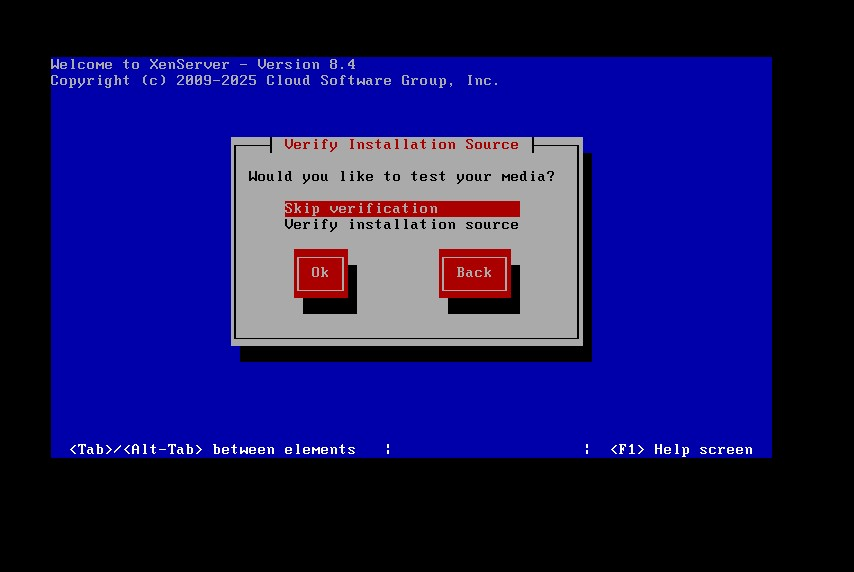 Welcome to XenServer - Version 8.4
Copyright (c) 2009-2025 Cloud Software Group, Inc.
Verify Installation Source
Would you like to test your media?
Skip verification
Verify installation source
Ok Back
<Tab>/<Alt-Tab> between elements ¦ ¦ <F1> Help screen